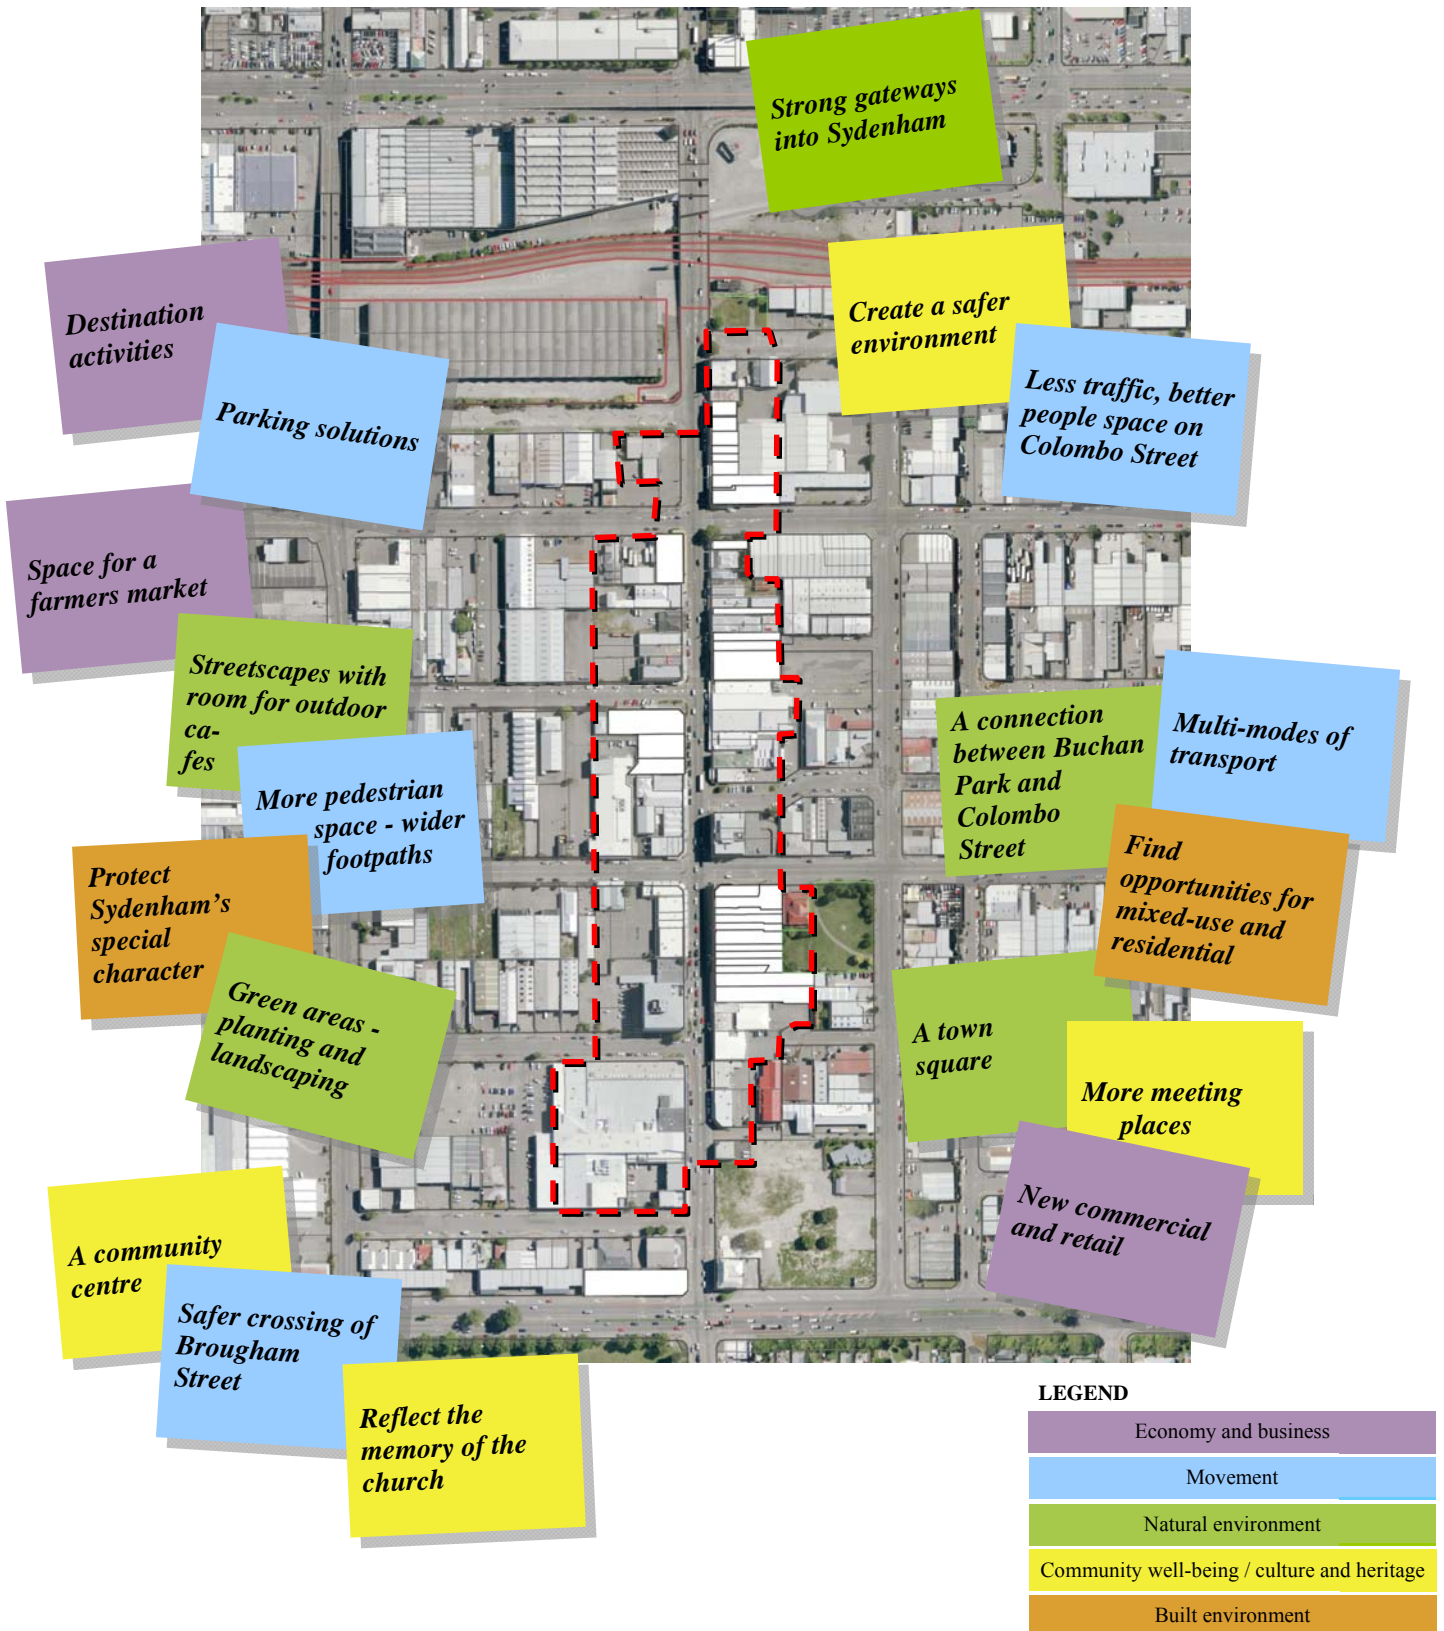 Strong gateways
into Sydenham
Destination
activities
Create a safer
environment
Parking solutions
Less traffic, better
people space on
Colombo Street
Space for a
farmers market
Streetscapes with
room for outdoor
ca-
fes
A connection
between Buchan
Park and
Colombo
Street
Multi-modes of
transport
More pedestrian
space - wider
footpaths
Protect
Sydenham’s
special
character
Find
opportunities for
mixed-use and
residential
Green areas -
planting and
landscaping
A town
square
More meeting
places
New commercial
and retail
A community
centre
Safer crossing of
Brougham
Street
Reflect the
memory of the
church
LEGEND
Economy and business
Movement
Natural environment
Community well-being / culture and heritage
Built environment